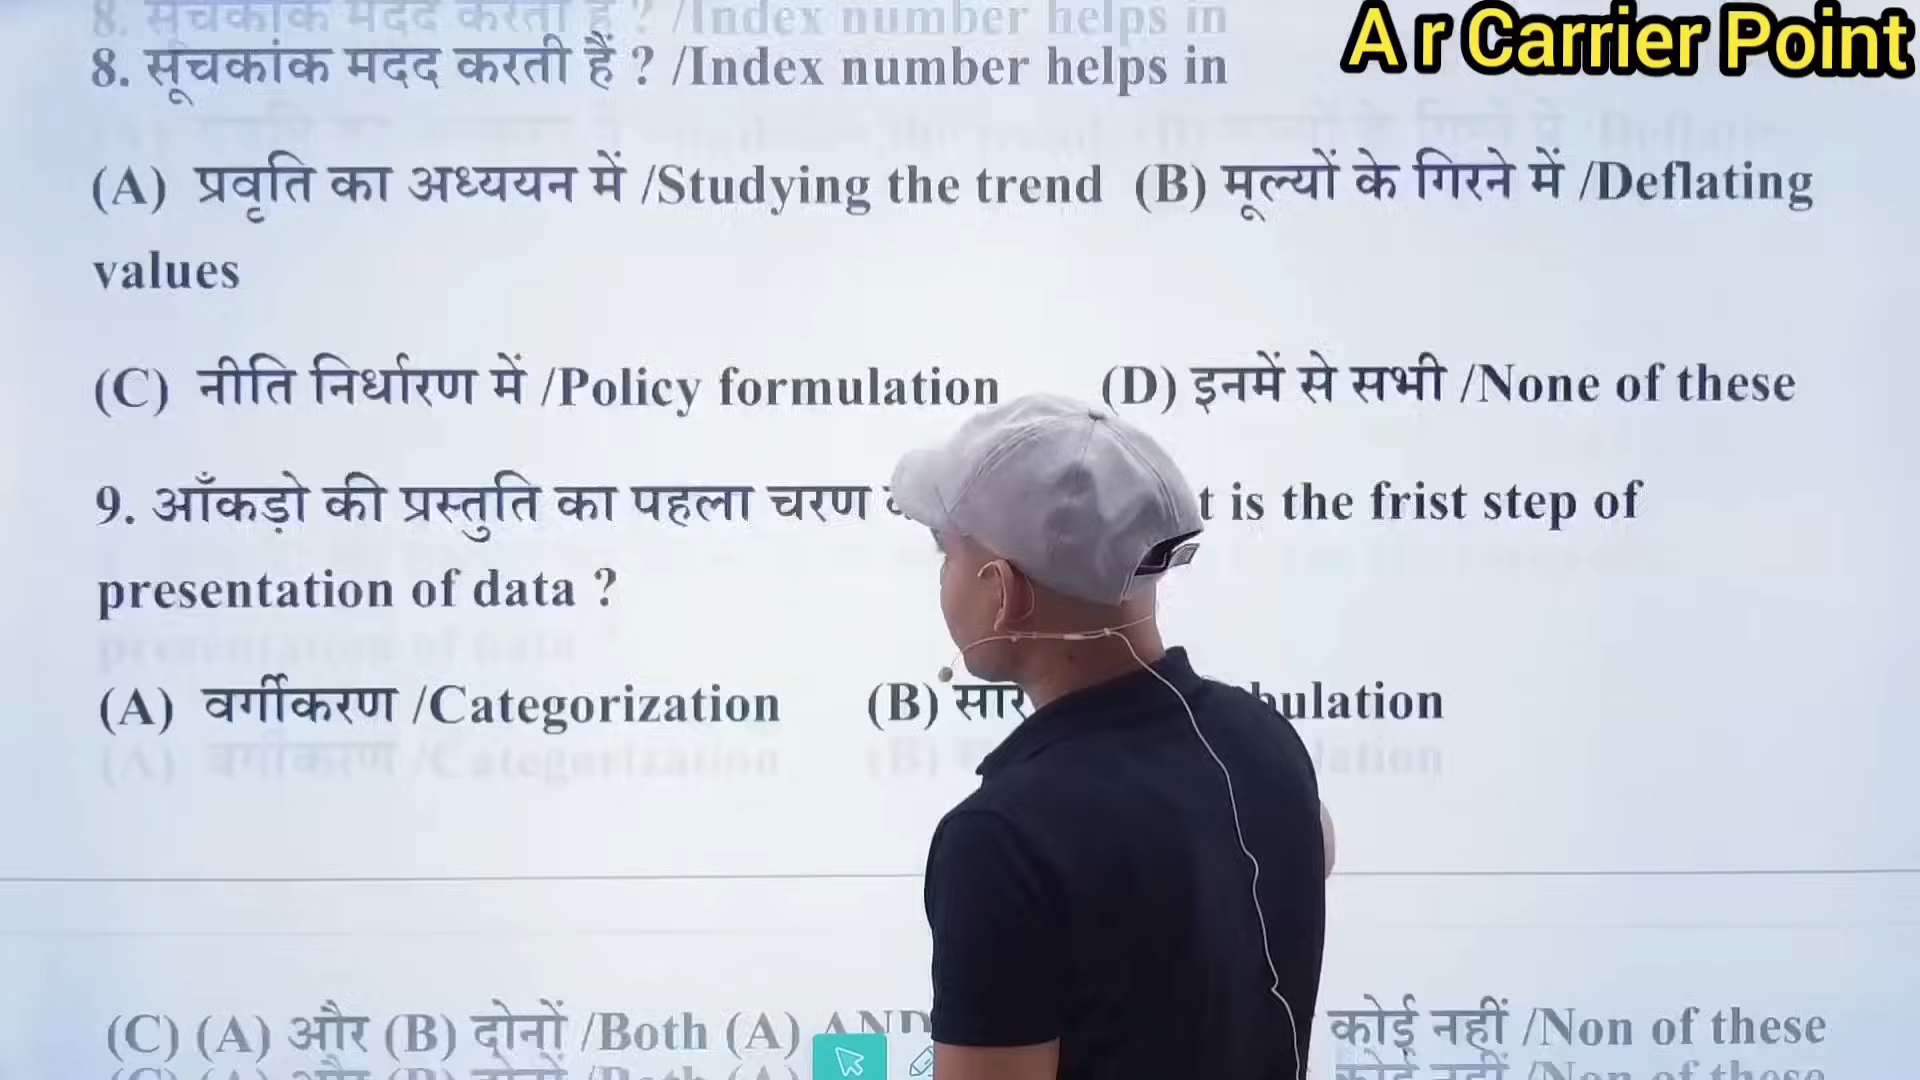 A r Carrier Point
8. सूचकांक मदद करती हैं ? /Index number helps in
(A) प्रवृति का अध्ययन में /Studying the trend (B) मूल्यों के गिरने में /Deflating
values
(C) नीति निर्धारण में /Policy formulation (D) इनमें से सभी /None of these
9. आँकड़ो की प्रस्तुति का पहला चरण is the frist step of
presentation of data ?
(A) वर्गीकरण /Categorization (B)
(C) (A) और (B) दोनों /Both (A) AND कोई नहीं /Non of these